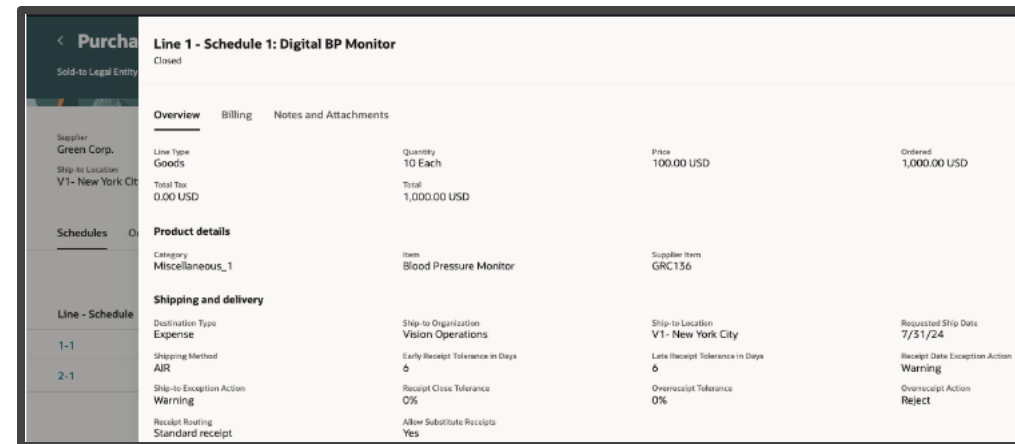 Purcha
Sold-to Legal Entity
Supplier
Green Corp.
Ship-to Location
V1- New York Cit
Schedules
Line - Schedule
1-1
2-1
Line 1 - Schedule 1: Digital BP Monitor
Closed
Overview Billing Notes and Attachments
Line Type Quantity Price Ordered
Goods 10 Each 100.00 USD 1,000.00 USD
Total Tax Total
0.00 USD 1,000.00 USD
Product details
Category Item Supplier Item
Miscellaneous_1 Blood Pressure Monitor GRC136
Shipping and delivery
Destination Type Ship-to Organization Ship-to Location Requested Ship Date
Expense Vision Operations V1- New York City 7/31/24
Shipping Method Early Receipt Tolerance in Days Late Receipt Tolerance in Days Receipt Date Exception Action
AIR 6 6 Warning
Ship-to Exception Action Receipt Close Tolerance Overreceipt Tolerance Overreceipt Action
Warning 0% 0% Reject
Receipt Routing Allow Substitute Receipts
Standard receipt Yes